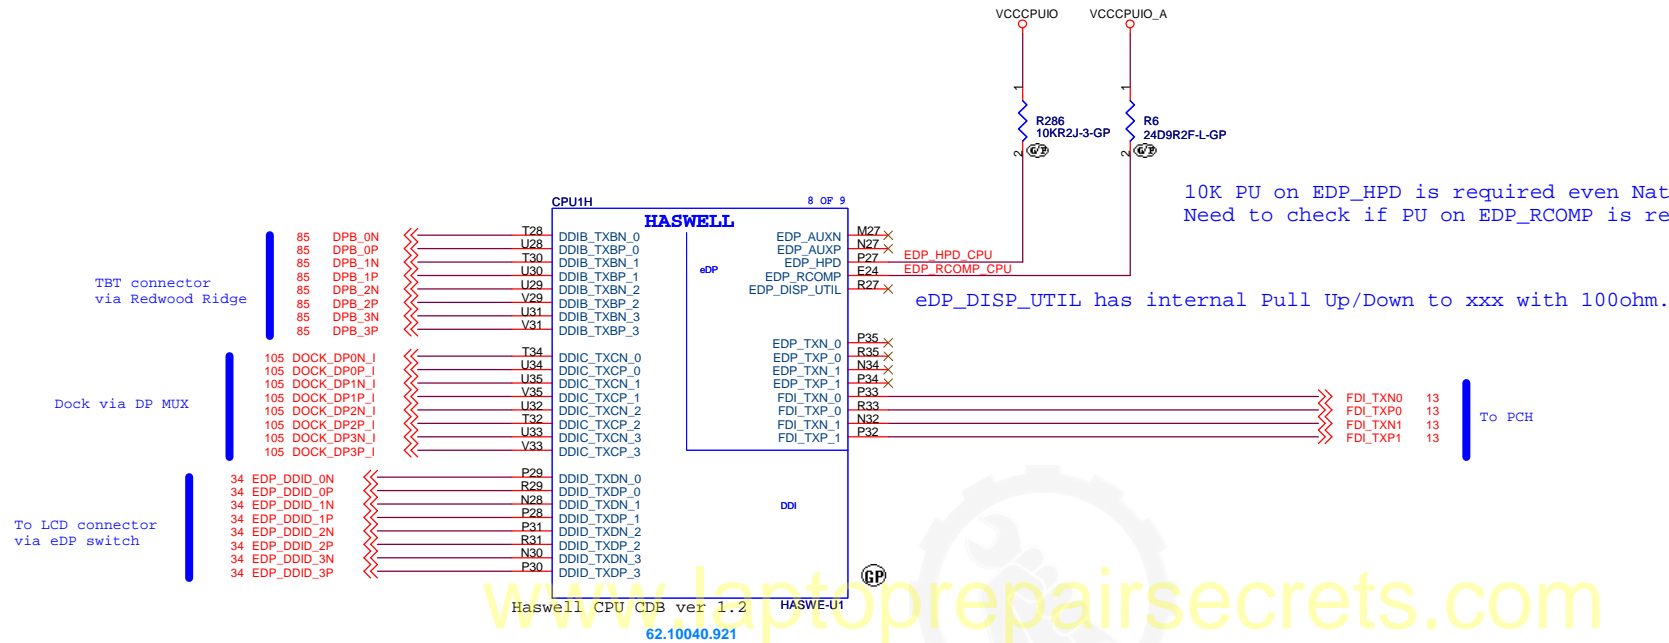 VCCCPUIO VCCCPUIO_A
1 1
R286 R6
10KR2J-3-GP 24D9R2F-L-GP
2 G/P 2 G/P
10K PU on EDP_HPD is required even Nat
Need to check if PU on EDP_RCOMP is re
CPU1H 8 OF 9
HASWELL
85 DPB_0N T28 DDIB_TXBN_0 EDP_AUXN M27
85 DPB_0P U28 DDIB_TXBP_0 EDP_AUXP N27
85 DPB_1N T30 DDIB_TXBN_1 EDP_HPD P27 EDP_HPD_CPU
85 DPB_1P U30 DDIB_TXBP_1 eDP EDP_RCOMP E24 EDP_RCOMP_CPU
85 DPB_2N U29 DDIB_TXBN_2 EDP_DISP_UTIL R27
85 DPB_2P V29 DDIB_TXBP_2
85 DPB_3N U31 DDIB_TXBN_3
85 DPB_3P V31 DDIB_TXBP_3
TBT connector
via Redwood Ridge
eDP_DISP_UTIL has internal Pull Up/Down to xxx with 100ohm.
EDP_TXN_0 P35
EDP_TXP_0 R35
EDP_TXN_1 N34
EDP_TXP_1 P34
FDI_TXN_0 P33 FDI_TXN0 13
FDI_TXP_0 R33 FDI_TXP0 13
FDI_TXN_1 N32 FDI_TXN1 13
FDI_TXP_1 P32 FDI_TXP1 13
To PCH
105 DOCK_DP0N_I T34 DDIC_TXCN_0
105 DOCK_DP0P_I U34 DDIC_TXCP_0
105 DOCK_DP1N_I U35 DDIC_TXCN_1
105 DOCK_DP1P_I V35 DDIC_TXCP_1
105 DOCK_DP2N_I U32 DDIC_TXCN_2
105 DOCK_DP2P_I T32 DDIC_TXCP_2
105 DOCK_DP3N_I U33 DDIC_TXCN_3
105 DOCK_DP3P_I V33 DDIC_TXCP_3
Dock via DP MUX
34 EDP_DDID_0N P29 DDID_TXDN_0
34 EDP_DDID_0P R29 DDID_TXDP_0
34 EDP_DDID_1N N28 DDID_TXDN_1
34 EDP_DDID_1P P28 DDID_TXDP_1
34 EDP_DDID_2N P31 DDID_TXDN_2
34 EDP_DDID_2P R31 DDID_TXDP_2
34 EDP_DDID_3N N30 DDID_TXDN_3
34 EDP_DDID_3P P30 DDID_TXDP_3
To LCD connector
via eDP switch
DDI
GP
Haswell CPU CDB ver 1.2 HASWE-U1
62.10040.921
www.laptoprepairsecrets.com